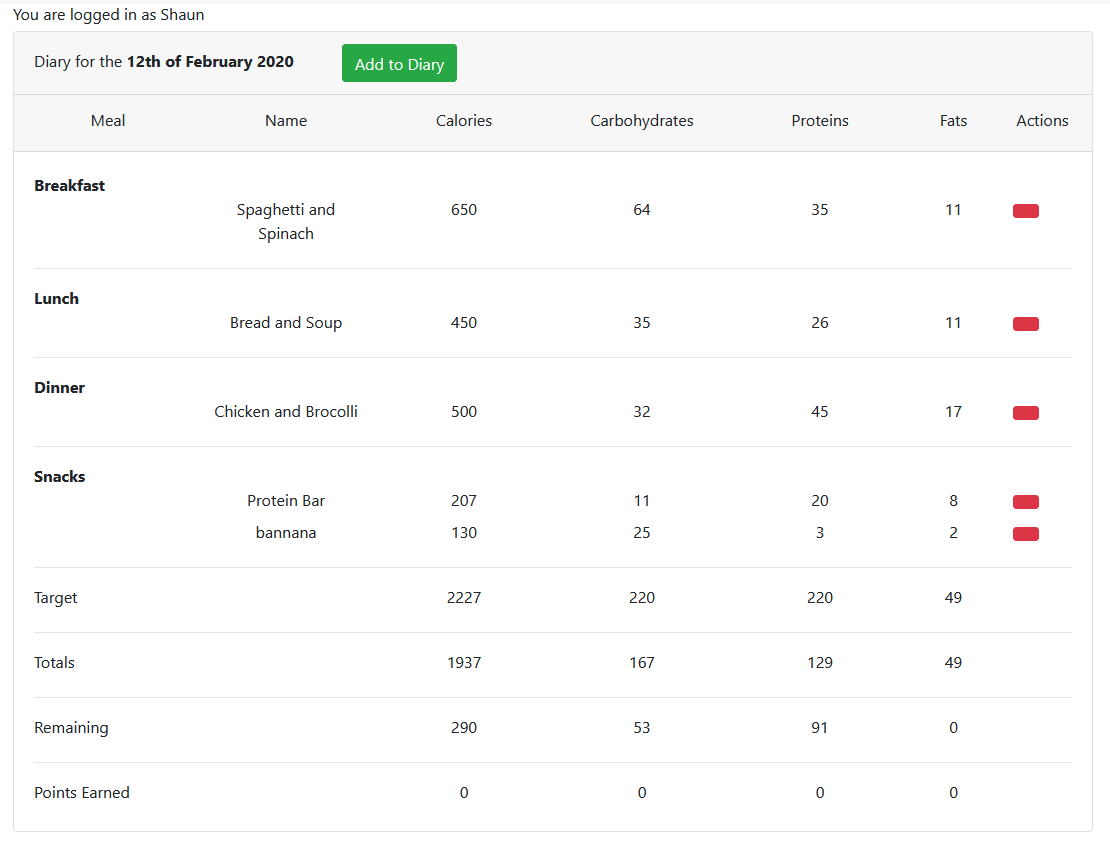 You are logged in as Shaun
Diary for the 12th of February 2020 Add to Diary
Meal Name Calories Carbohydrates Proteins Fats Actions
Breakfast
Spaghetti and 650 64 35 11
Spinach
Lunch
Bread and Soup 450 35 26 11
Dinner
Chicken and Brocolli 500 32 45 17
Snacks
Protein Bar 207 11 20 8
bannana 130 25 3 2
Target 2227 220 220 49
Totals 1937 167 129 49
Remaining 290 53 91 0
Points Earned 0 0 0 0